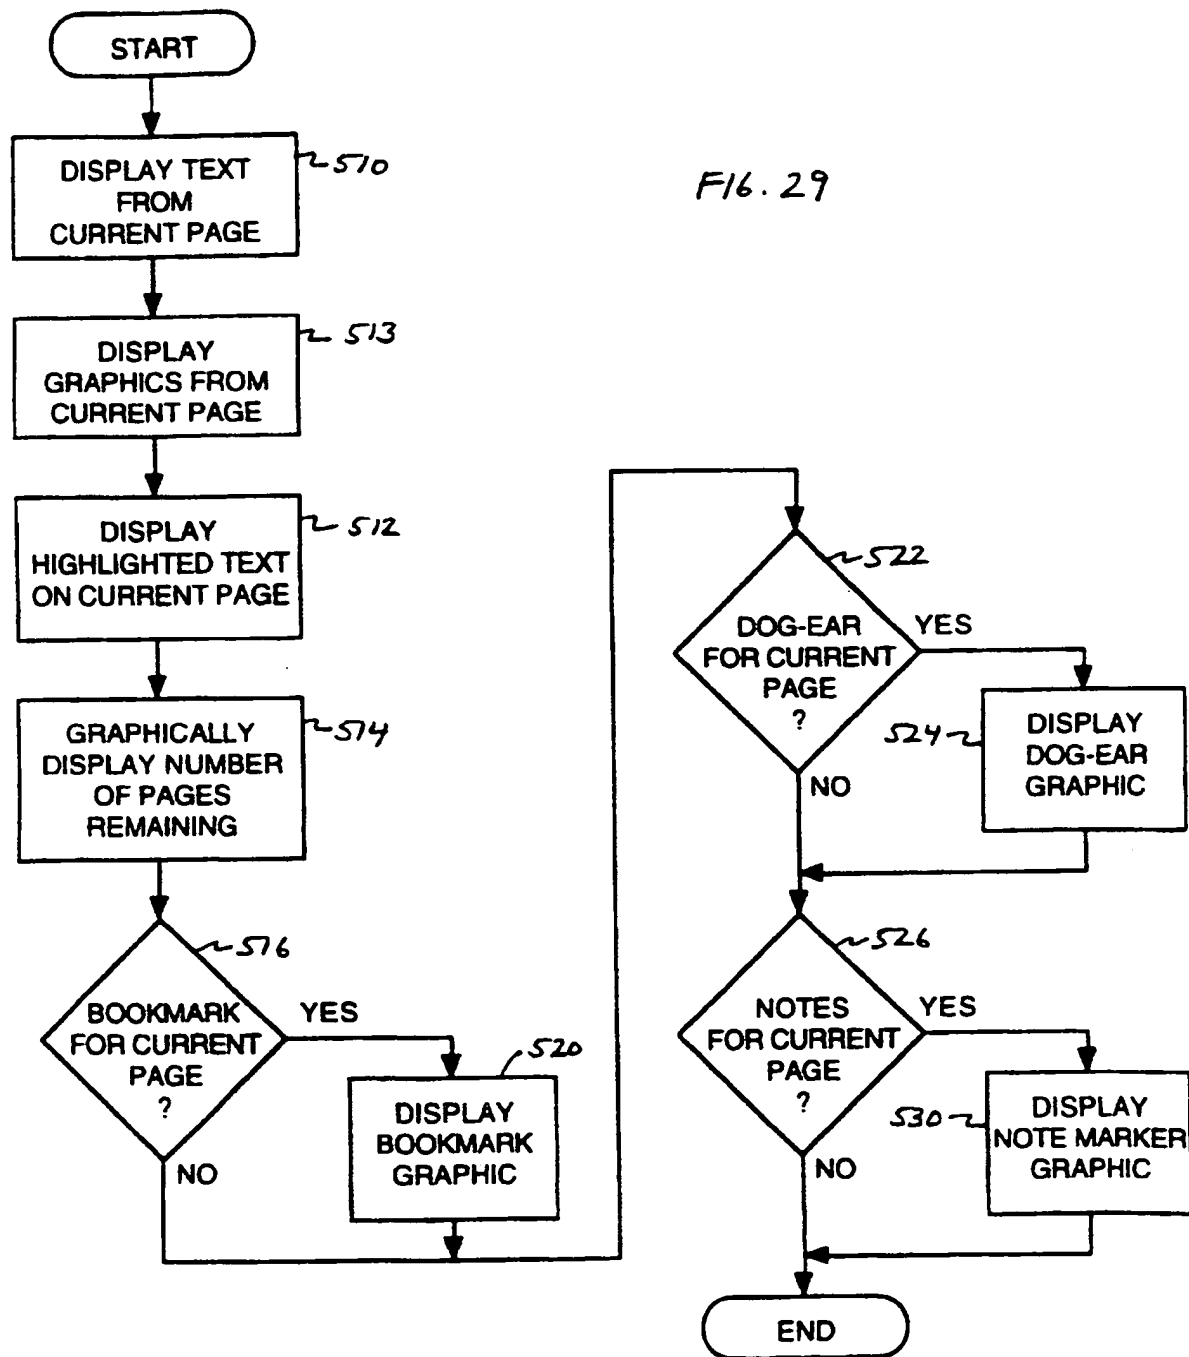 START
DISPLAY TEXT
FROM
CURRENT PAGE
510
FIG. 29
DISPLAY
GRAPHICS FROM
CURRENT PAGE
513
DISPLAY
HIGHLIGHTED TEXT
ON CURRENT PAGE
512
GRAPHICALLY
DISPLAY NUMBER
OF PAGES
REMAINING
514
BOOKMARK
FOR CURRENT
PAGE
?
516
YES
NO
DISPLAY
BOOKMARK
GRAPHIC
520
DOG-EAR
FOR CURRENT
PAGE
?
522
YES
NO
DISPLAY
DOG-EAR
GRAPHIC
524
NOTES
FOR CURRENT
PAGE
?
526
YES
NO
DISPLAY
NOTE MARKER
GRAPHIC
530
END